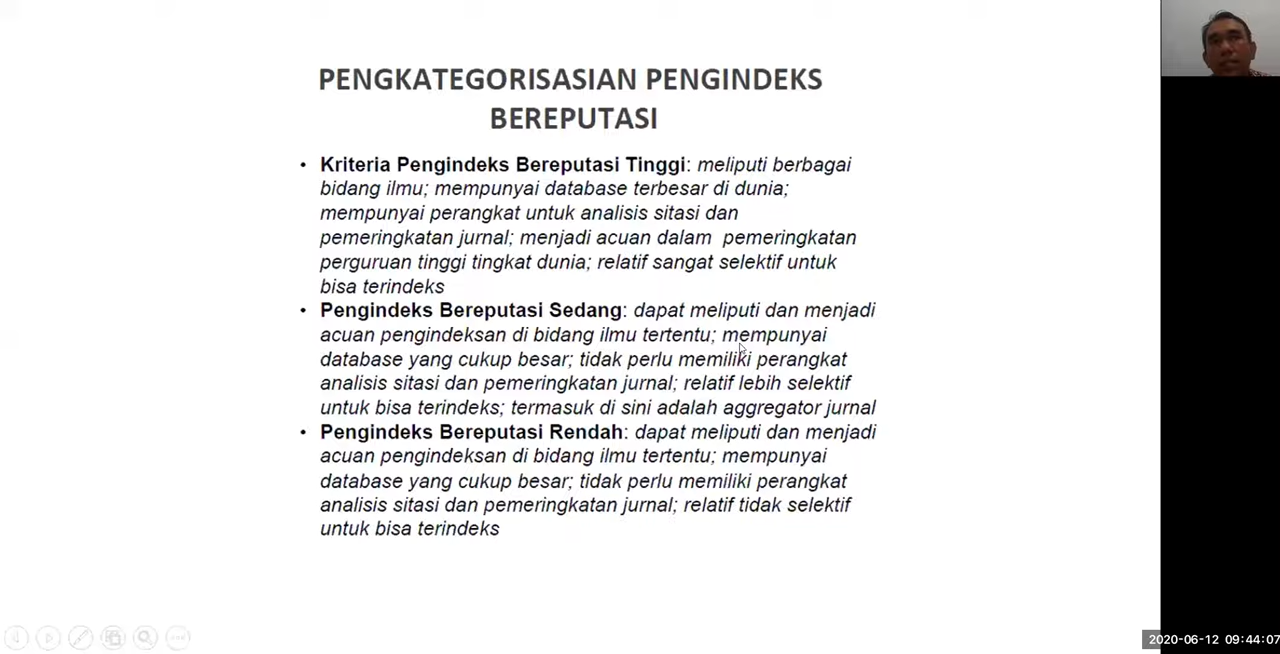 PENGKATEGORISASIAN PENGINDEKS
BEREPUTASI
• Kriteria Pengindeks Bereputasi Tinggi: meliputi berbagai
bidang ilmu; mempunyai database terbesar di dunia;
mempunyai perangkat untuk analisis sitasi dan
pemeringkatan jurnal; menjadi acuan dalam pemeringkatan
perguruan tinggi tingkat dunia; relatif sangat selektif untuk
bisa terindeks
• Pengindeks Bereputasi Sedang: dapat meliputi dan menjadi
acuan pengindeksan di bidang ilmu tertentu; mempunyai
database yang cukup besar; tidak perlu memiliki perangkat
analisis sitasi dan pemeringkatan jurnal; relatif lebih selektif
untuk bisa terindeks; termasuk di sini adalah aggregator jurnal
• Pengindeks Bereputasi Rendah: dapat meliputi dan menjadi
acuan pengindeksan di bidang ilmu tertentu; mempunyai
database yang cukup besar; tidak perlu memiliki perangkat
analisis sitasi dan pemeringkatan jurnal; relatif tidak selektif
untuk bisa terindeks
2020-06-12 09:44:07